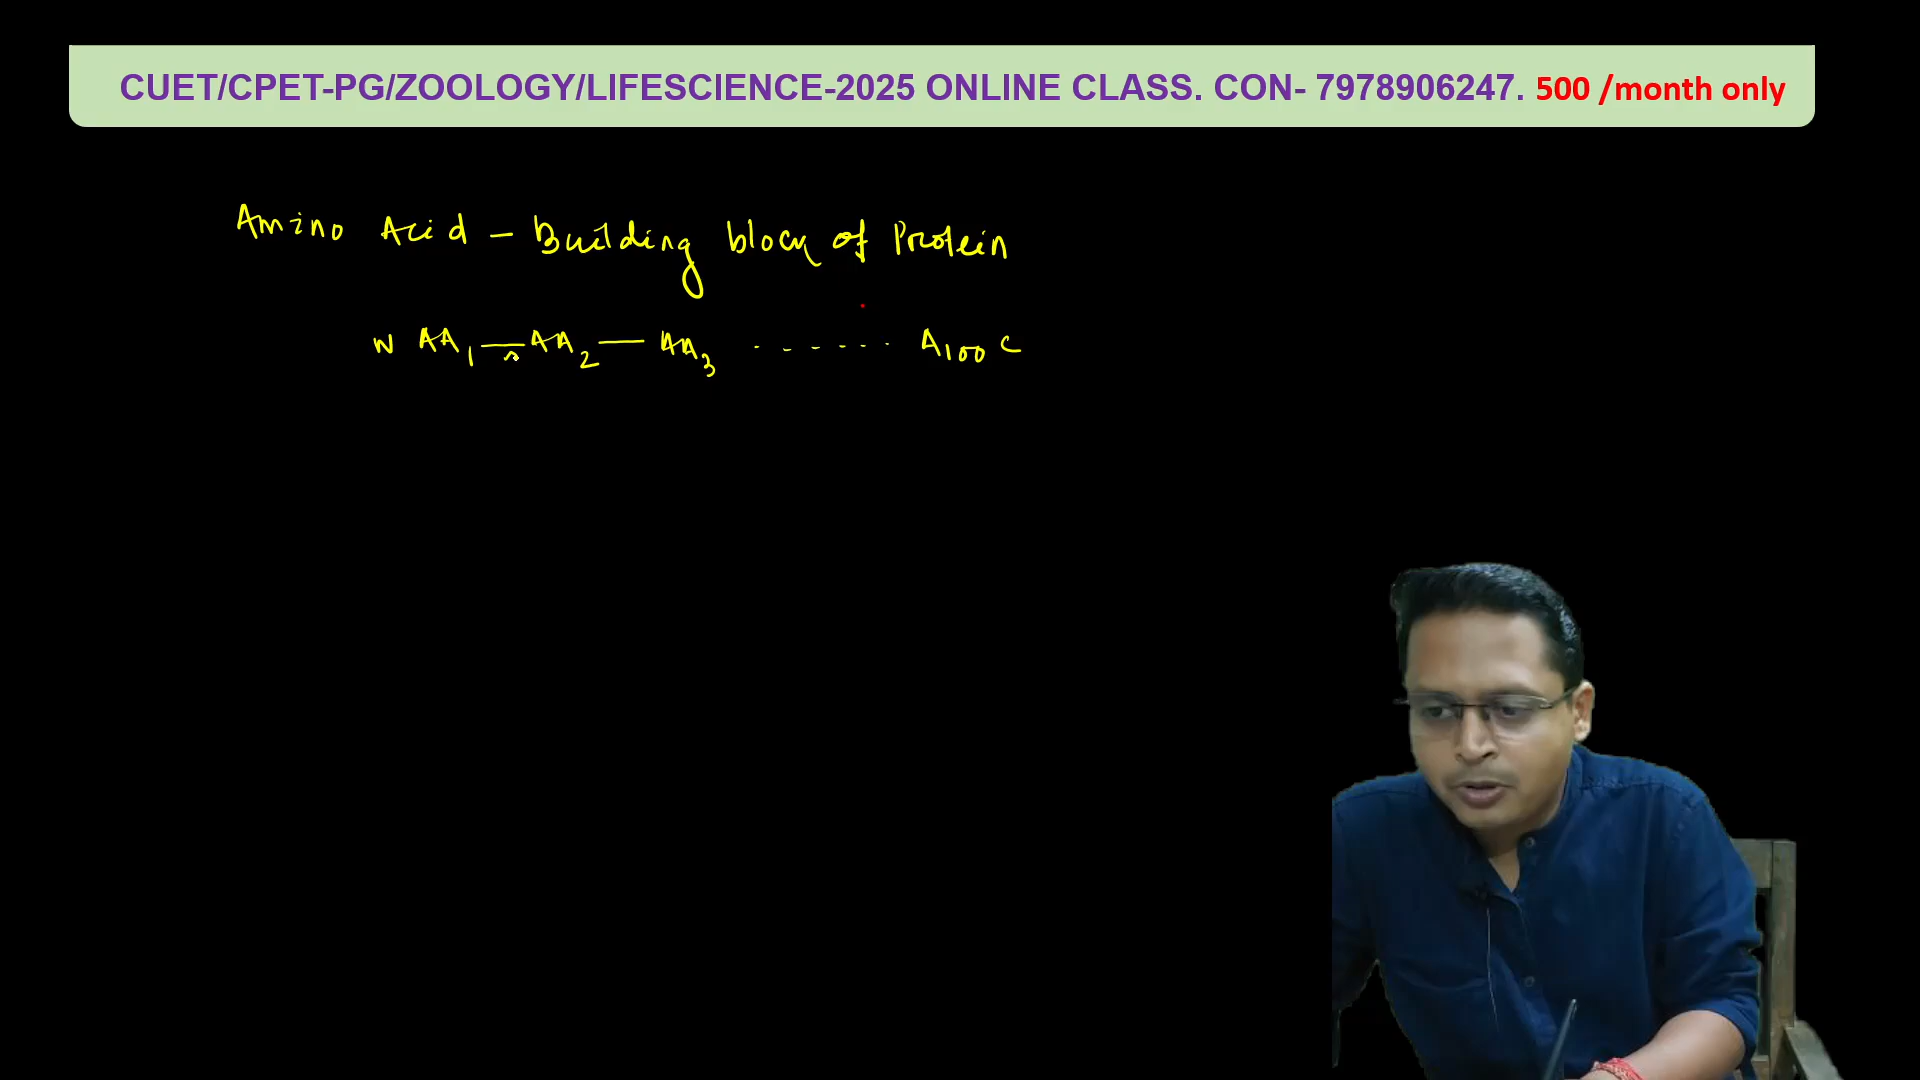 CUET/CPET-PG/ZOOLOGY/LIFESCIENCE-2025 ONLINE CLASS. CON- 7978906247. 500 /month only
Amino Acid - Building block of Protein
N AA1 — AA2 — AA3 ....... A100 C